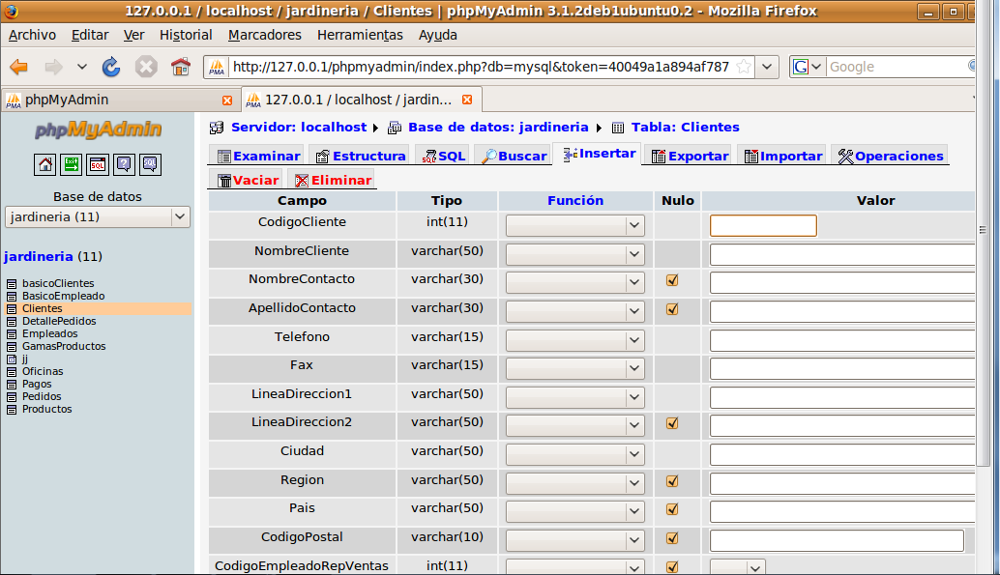 127.0.0.1 / localhost / jardineria / Clientes | phpMyAdmin 3.1.2deb1ubuntu0.2 - Mozilla Firefox
Archivo Editar Ver Historial Marcadores Herramientas Ayuda
PMA http://127.0.0.1/phpmyadmin/index.php?db=mysql&token=40049a1a894af787 G Google
PMA phpMyAdmin PMA 127.0.0.1 / localhost / jardin...
phpMyAdmin
SQL
Base de datos
jardineria (11)
jardineria (11)
basicoClientes
BasicoEmpleado
Clientes
DetallePedidos
Empleados
GamasProductos
jj
Oficinas
Pagos
Pedidos
Productos
Servidor: localhost Base de datos: jardineria Tabla: Clientes
Examinar Estructura SQL Buscar Insertar Exportar Importar Operaciones
Vaciar Eliminar
Campo Tipo Función Nulo Valor
CodigoCliente int(11)
NombreCliente varchar(50)
NombreContacto varchar(30)
ApellidoContacto varchar(30)
Telefono varchar(15)
Fax varchar(15)
LineaDireccion1 varchar(50)
LineaDireccion2 varchar(50)
Ciudad varchar(50)
Region varchar(50)
Pais varchar(50)
CodigoPostal varchar(10)
CodigoEmpleadoRepVentas int(11)